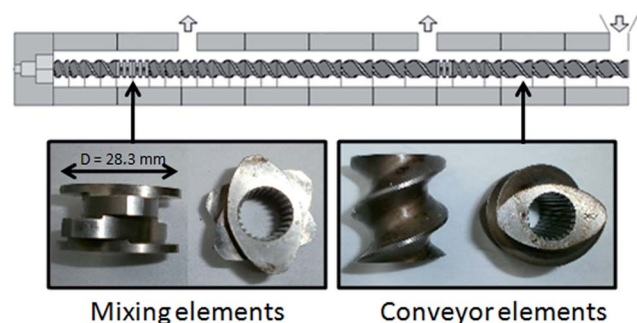 D = 28.3 mm
Mixing elements
Conveyor elements